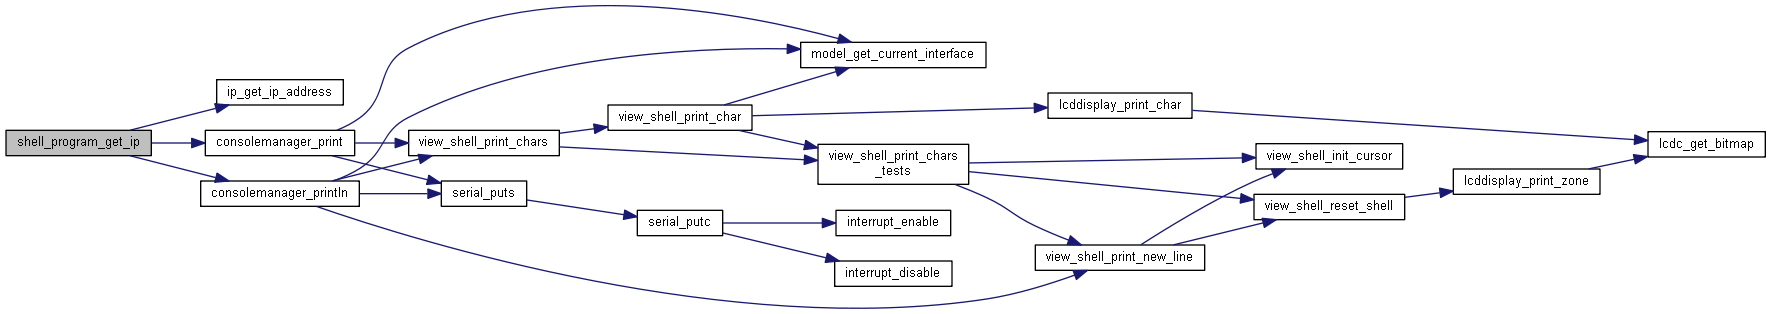 shell_program_get_ip
ip_get_ip_address
consolemanager_print
consolemanager_println
view_shell_print_chars
serial_puts
view_shell_print_char
serial_putc
model_get_current_interface
view_shell_print_chars
_tests
interrupt_enable
interrupt_disable
lcddisplay_print_char
view_shell_print_new_line
view_shell_init_cursor
view_shell_reset_shell
lcddisplay_print_zone
lcdc_get_bitmap